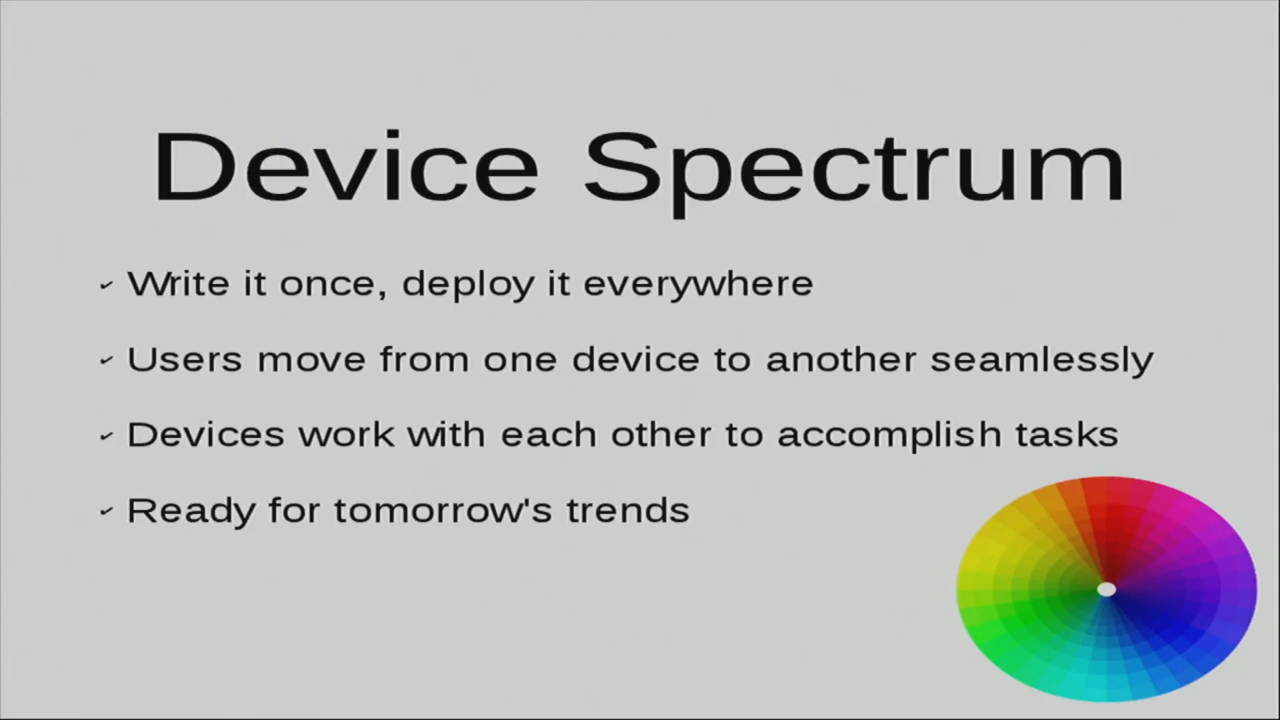 Device Spectrum
✓ Write it once, deploy it everywhere
✓ Users move from one device to another seamlessly
✓ Devices work with each other to accomplish tasks
✓ Ready for tomorrow's trends